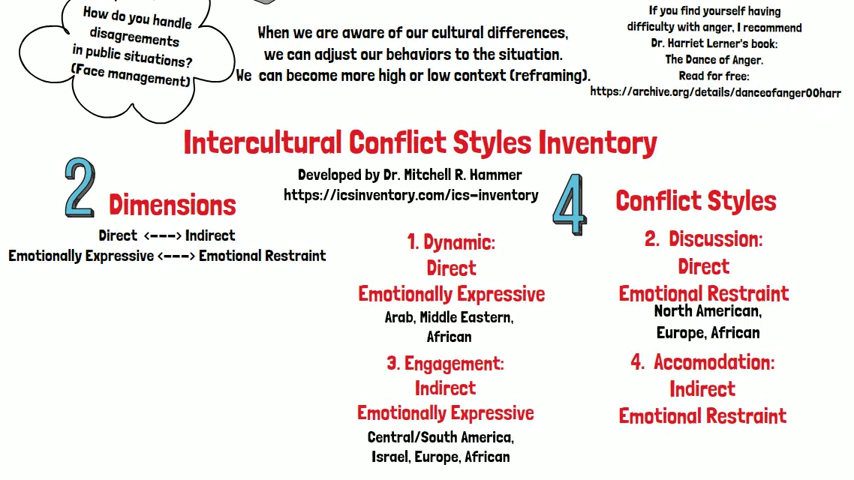 How do you handle
disagreements
in public situations?
(Face management)
When we are aware of our cultural differences,
we can adjust our behaviors to the situation.
We can become more high or low context (reframing).
If you find yourself having
difficulty with anger, I recommend
Dr. Harriet Lerner's book:
The Dance of Anger.
Read for free:
https://archive.org/details/danceofanger00harr
Intercultural Conflict Styles Inventory
Developed by Dr. Mitchell R. Hammer
https://icsinventory.com/ics-inventory
2 Dimensions
Direct <---> Indirect
Emotionally Expressive <---> Emotional Restraint
4 Conflict Styles
1. Dynamic:
Direct
Emotionally Expressive
Arab, Middle Eastern,
African
2. Discussion:
Direct
Emotional Restraint
North American,
Europe, African
3. Engagement:
Indirect
Emotionally Expressive
Central/South America,
Israel, Europe, African
4. Accomodation:
Indirect
Emotional Restraint